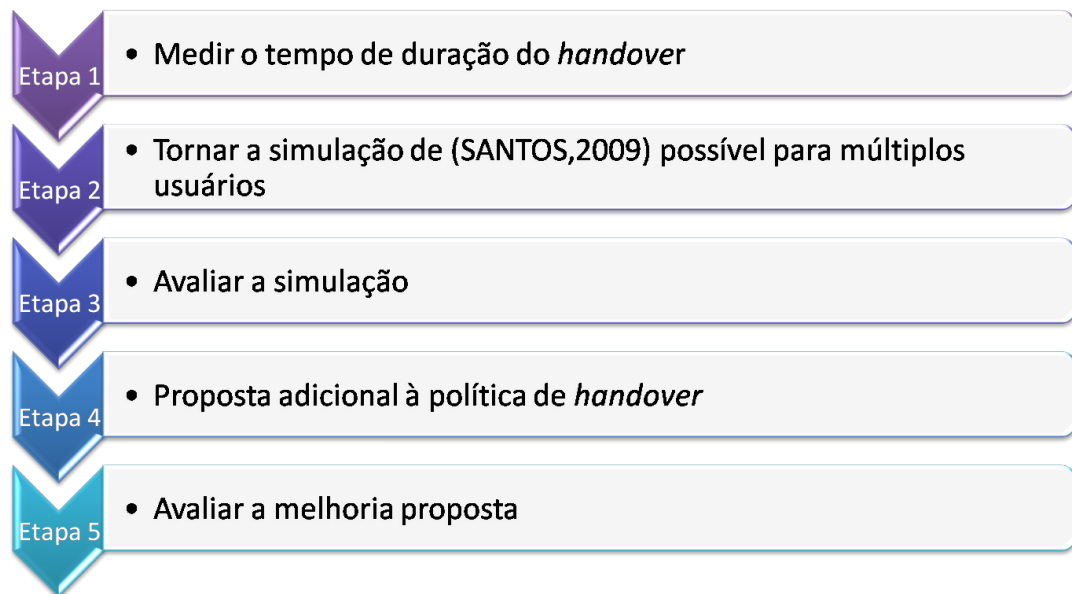 Etapa 1
• Medir o tempo de duração do handover
Etapa 2
• Tornar a simulação de (SANTOS,2009) possível para múltiplos
usuários
Etapa 3
• Avaliar a simulação
Etapa 4
• Proposta adicional à política de handover
Etapa 5
• Avaliar a melhoria proposta